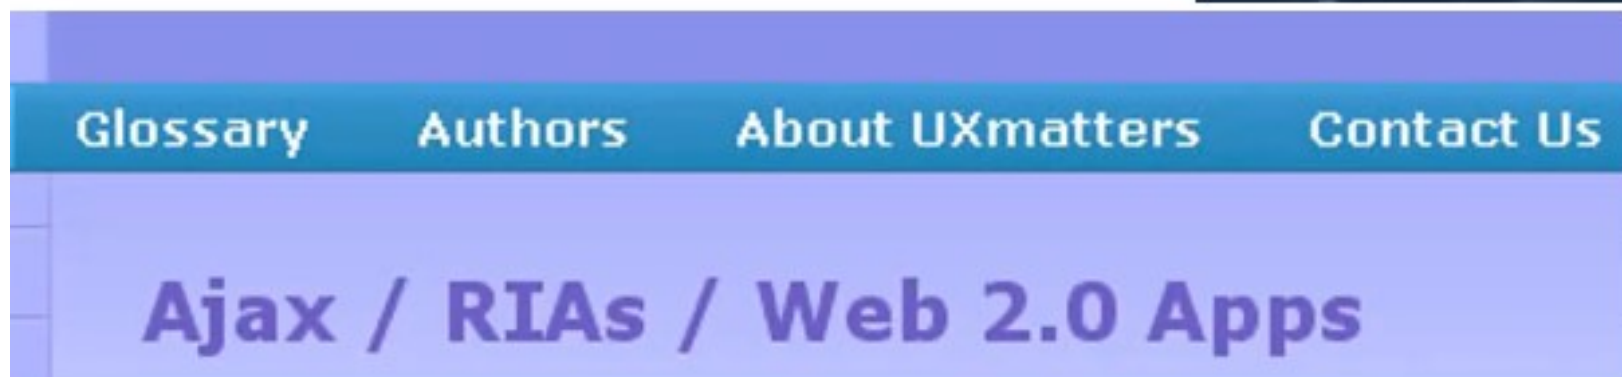 Glossary Authors About UXmatters Contact Us
Ajax / RIAs / Web 2.0 Apps